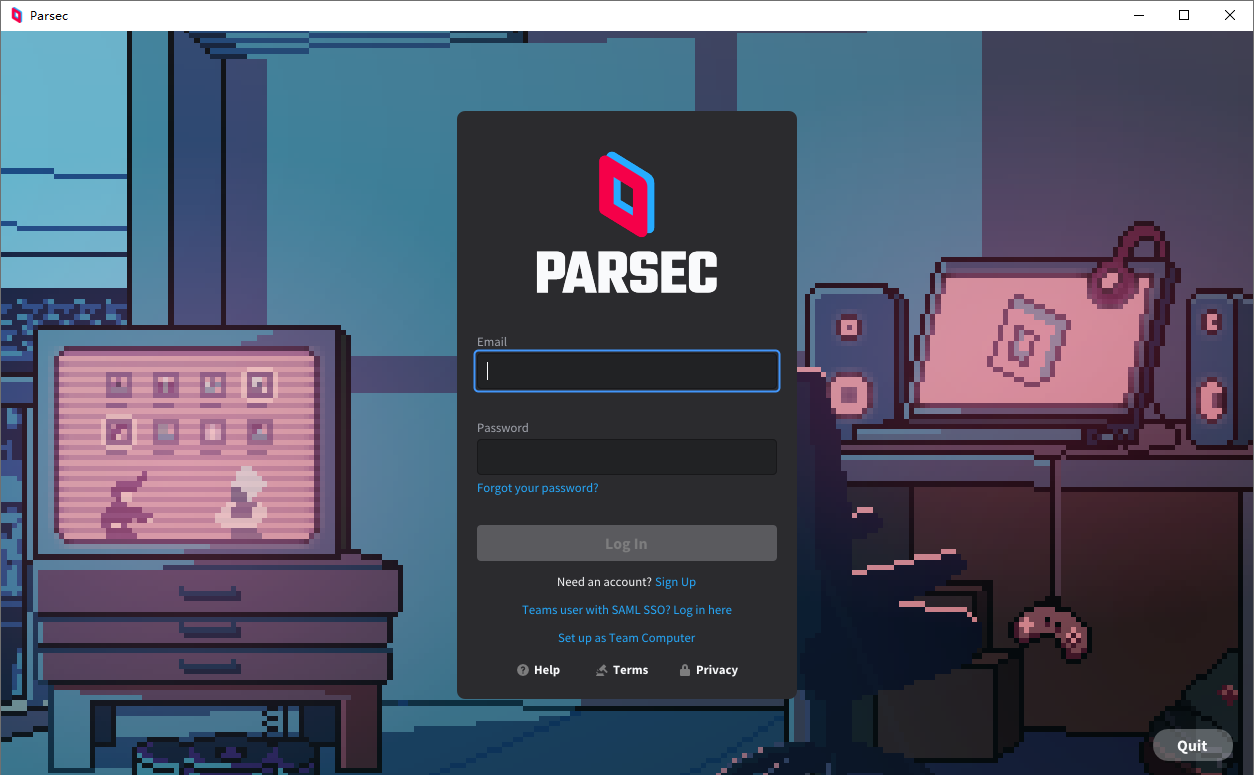 Parsec
PARSEC
Email
Password
Forgot your password?
Log In
Need an account? Sign Up
Teams user with SAML SSO? Log in here
Set up as Team Computer
Help Terms Privacy
Quit